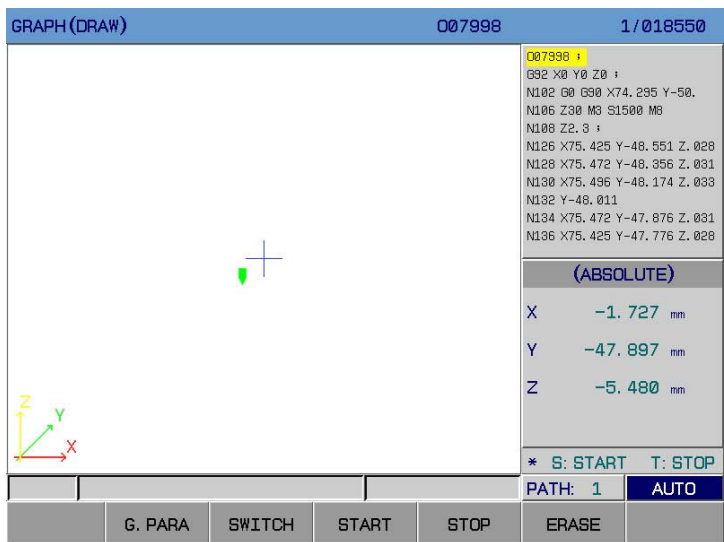 GRAPH(DRAW) O07998 1/018550
O07998 ;
G92 X0 Y0 Z0 ;
N102 G0 G90 X74.295 Y-50.
N106 Z30 M3 S1500 M8
N108 Z2.3 ;
N126 X75.425 Y-48.551 Z.028
N128 X75.472 Y-48.356 Z.031
N130 X75.496 Y-48.174 Z.033
N132 Y-48.011
N134 X75.472 Y-47.876 Z.031
N136 X75.425 Y-47.776 Z.028
(ABSOLUTE)
X -1.727 mm
Y -47.897 mm
Z -5.480 mm
Z
Y
X
* S: START T: STOP
PATH: 1 AUTO
G. PARA SWITCH START STOP ERASE